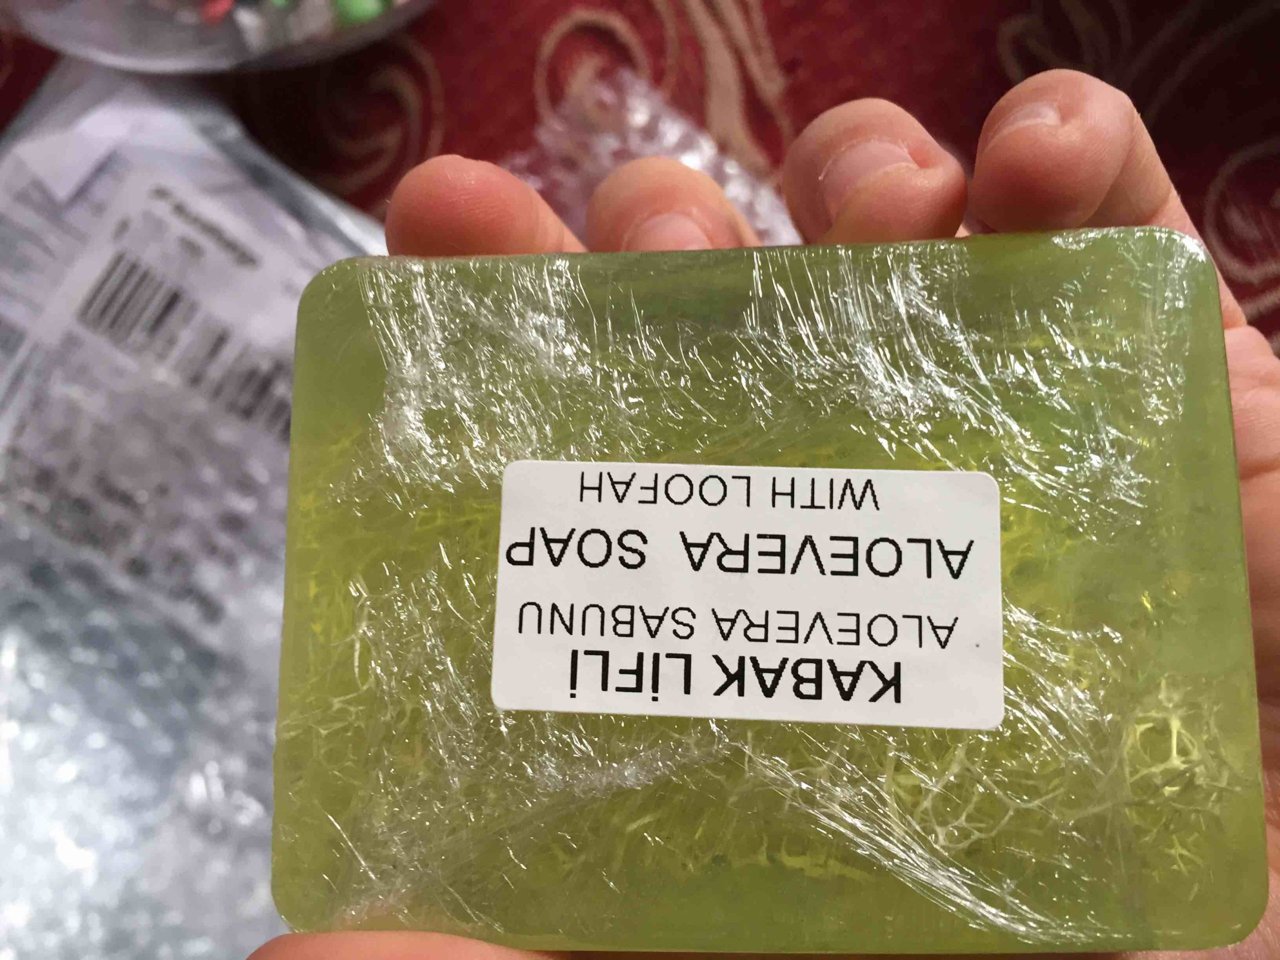 KABAK LİFLİ
ALOEVERA SABUNU
ALOEVERA SOAP
WITH LOOFAH